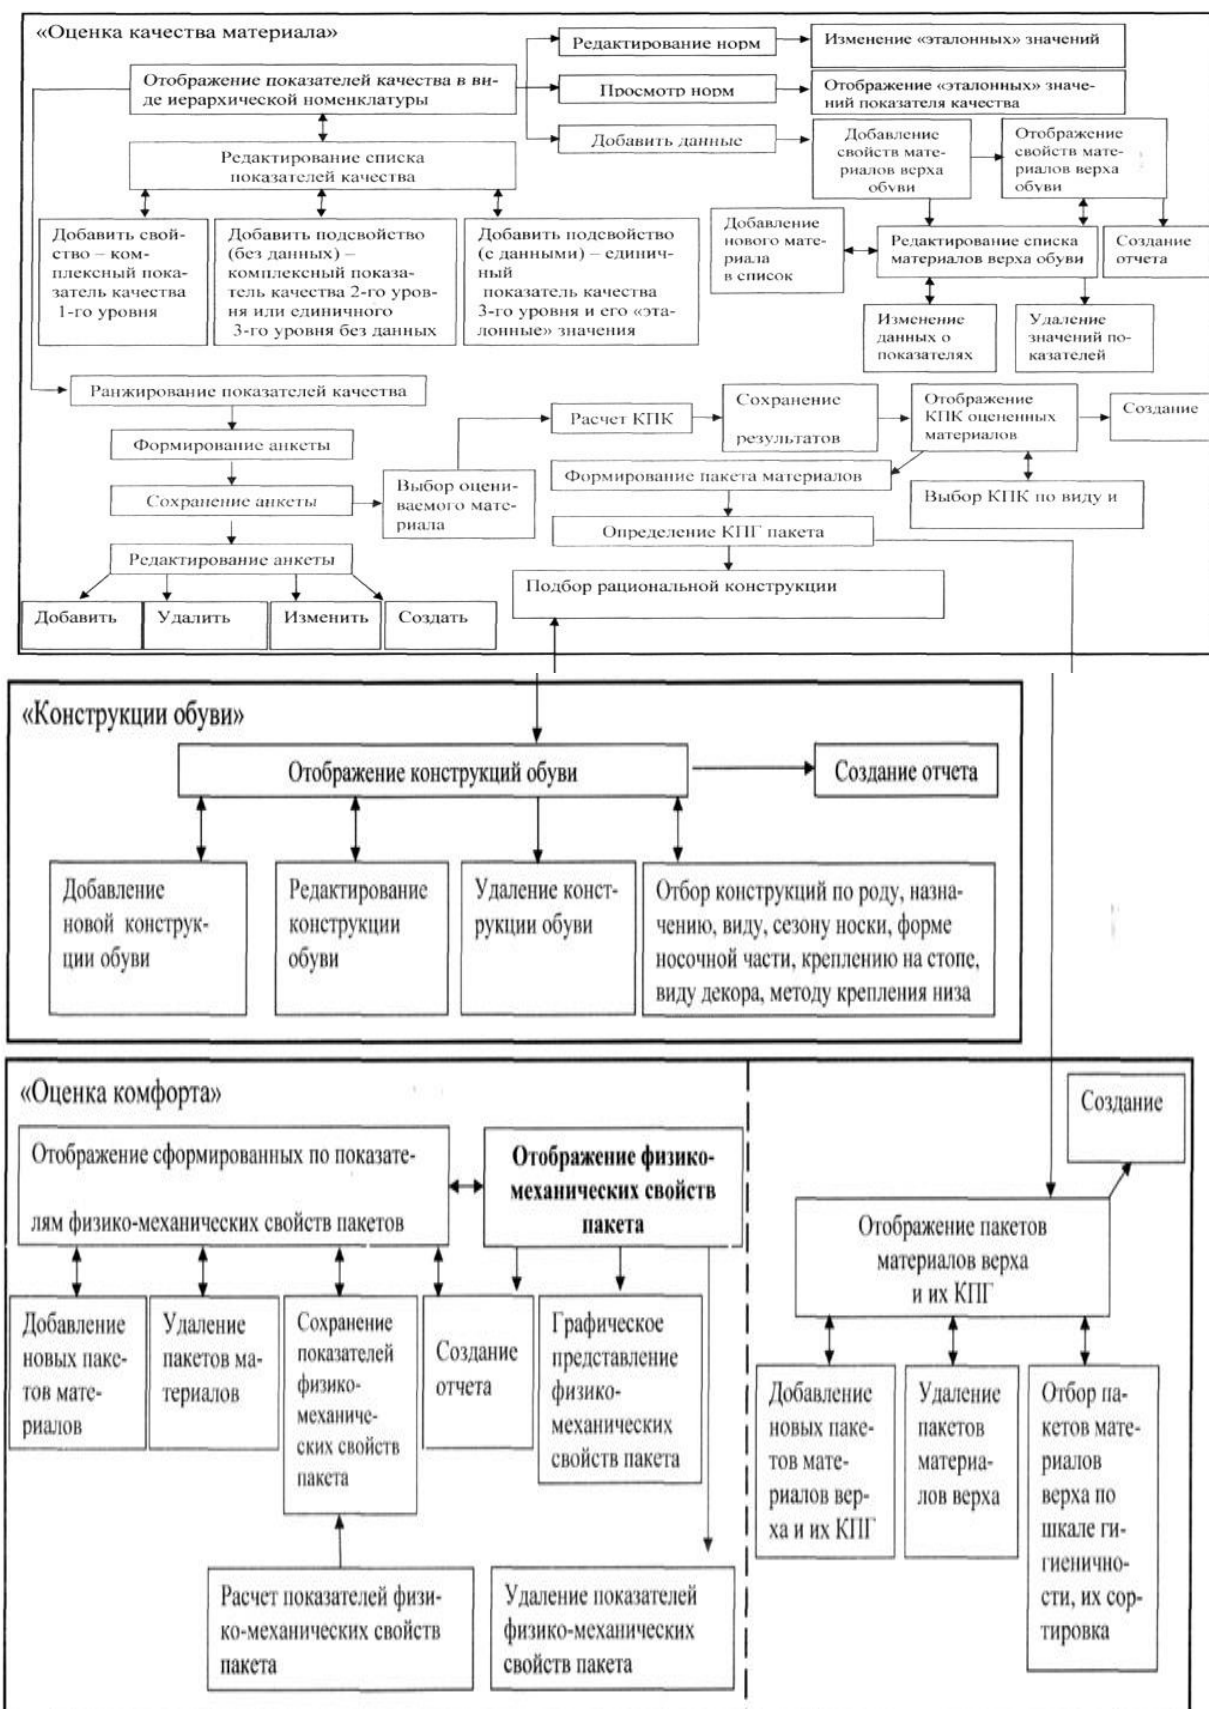 «Оценка качества материала»
Редактирование норм
Изменение «эталонных» значений
Отображение показателей качества в ви-
де иерархической номенклатуры
Просмотр норм
Отображение «эталонных» значе-
ний показателя качества
Добавить данные
Добавление
свойств мате-
риалов верха
обуви
Отображение
свойств мате-
риалов верха
обуви
Редактирование списка
показателей качества
Добавить свой-
ство – ком-
плексный пока-
затель качества
1-го уровня
Добавить подсвойство
(без данных) –
комплексный показа-
тель качества 2-го уров-
ня или единичного
3-го уровня без данных
Добавить подсвойство
(с данными) – единич-
ный
показатель качества
3-го уровня и его «эта-
лонные» значения
Добавление
нового мате-
риала
в список
Редактирование списка
материалов верха обуви
Создание
отчета
Изменение
данных о
показателях
Удаление
значений по-
казателей
Ранжирование показателей качества
Формирование анкеты
Сохранение анкеты
Редактирование анкеты
Добавить
Удалить
Изменить
Создать
Выбор оцени-
ваемого мате-
риала
Расчет КПК
Сохранение
результатов
Отображение
КПК оцененных
материалов
Создание
Формирование пакета материалов
Выбор КПК по виду и
Определение КПГ пакета
Подбор рациональной конструкции
«Конструкции обуви»
Отображение конструкций обуви
Создание отчета
Добавление
новой конструк-
ции обуви
Редактирование
конструкции
обуви
Удаление конст-
рукции обуви
Отбор конструкций по роду, назна-
чению, виду, сезону носки, форме
носочной части, креплению на стопе,
виду декора, методу крепления низа
«Оценка комфорта»
Отображение сформированных по показате-
лям физико-механических свойств пакетов
Отображение физико-
механических свойств
пакета
Добавление
новых паке-
тов мате-
риалов
Удаление
пакетов ма-
териалов
Сохранение
показателей
физико-
механиче-
ских свойств
пакета
Создание
отчета
Графическое
представление
физико-
механических
свойств пакета
Расчет показателей физи-
ко-механических свойств
пакета
Удаление показателей
физико-механических
свойств пакета
Создание
Отображение пакетов
материалов верха
и их КПГ
Добавление
новых паке-
тов мате-
риалов вер-
ха и их КПГ
Удаление
пакетов
материа-
лов верха
Отбор па-
кетов мате-
риалов
верха по
шкале ги-
гиенично-
сти, их сор-
тировка